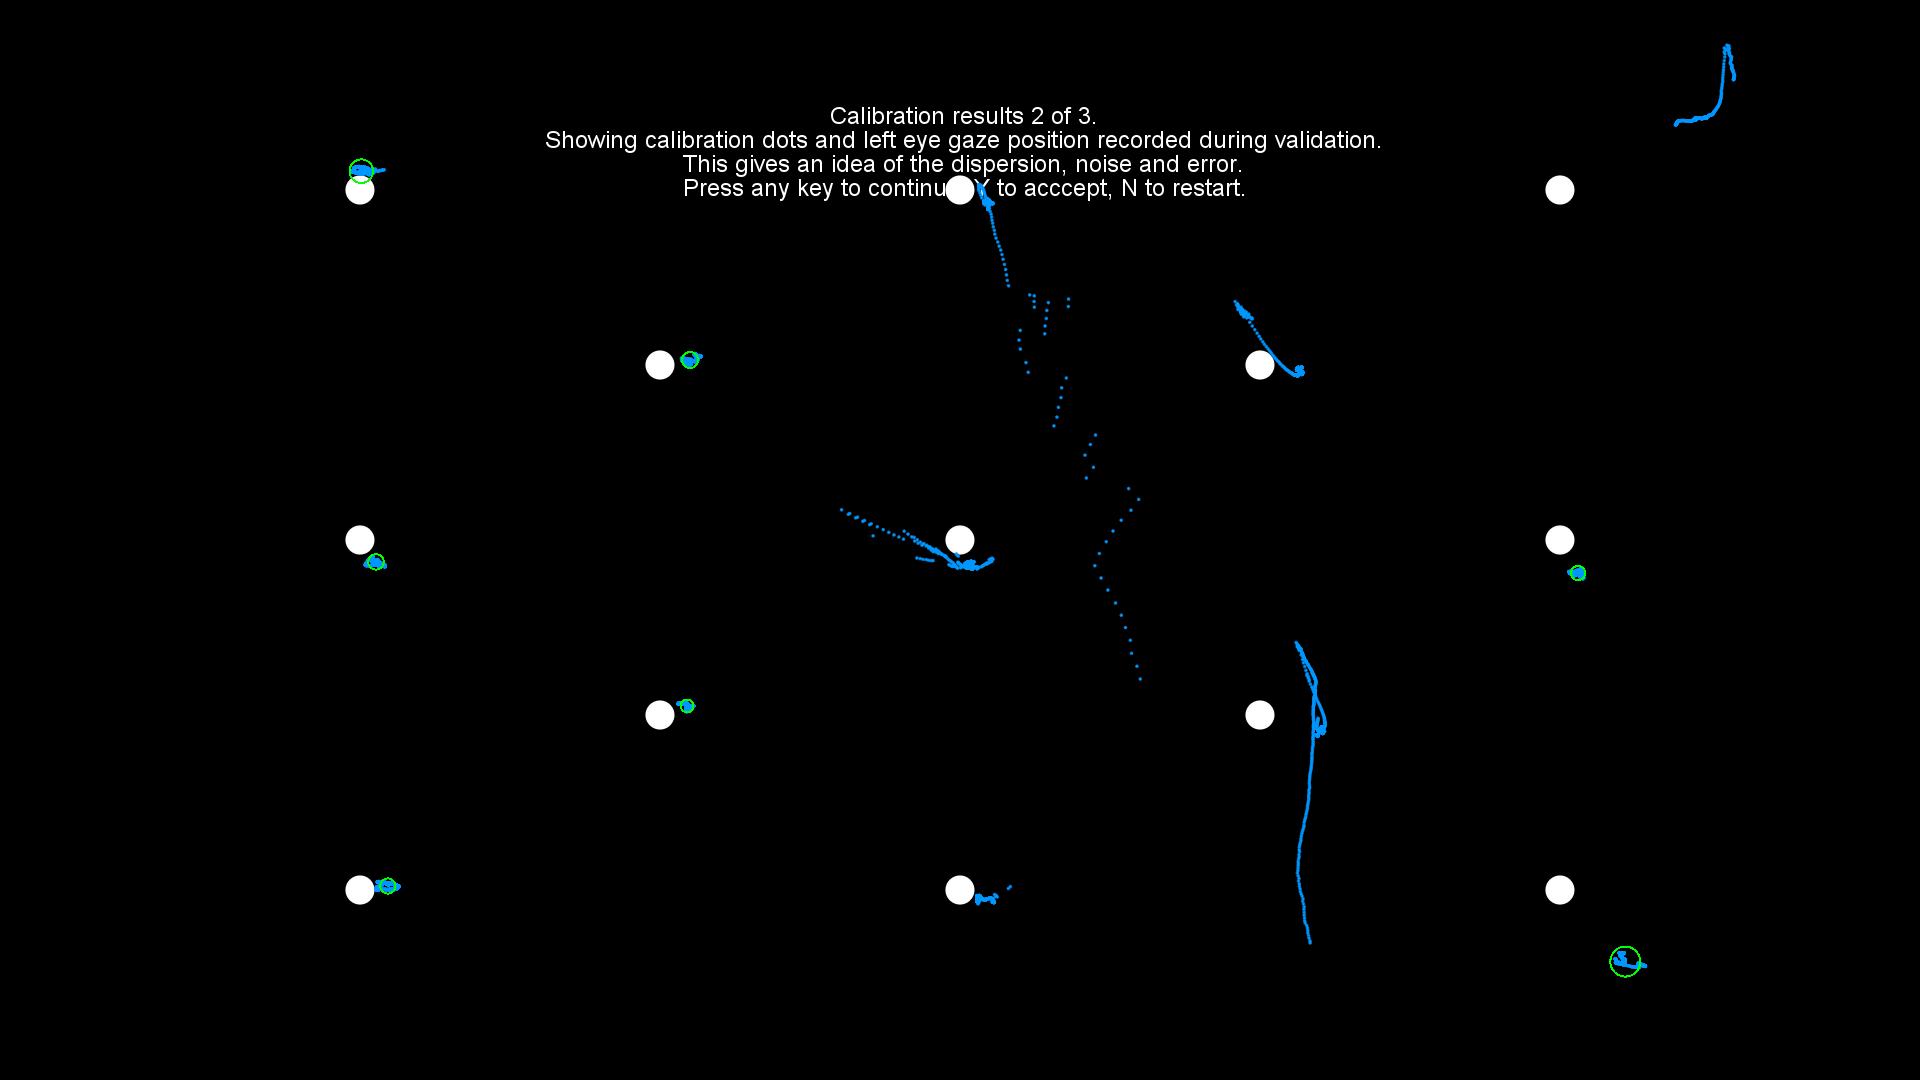 Calibration results 2 of 3.
Showing calibration dots and left eye gaze position recorded during validation.
This gives an idea of the dispersion, noise and error.
Press any key to continu Y to acccept, N to restart.